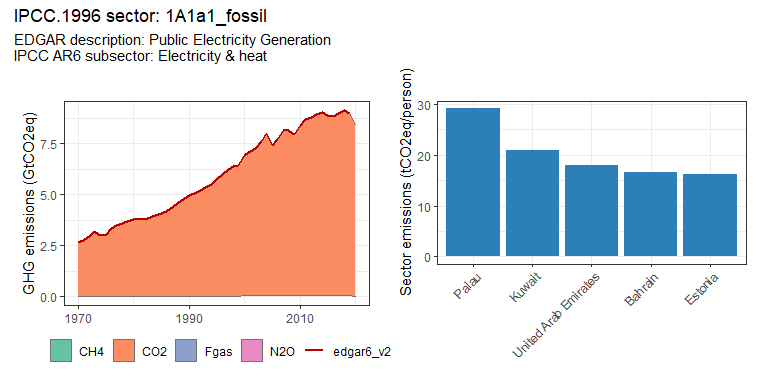 IPCC.1996 sector: 1A1a1_fossil
EDGAR description: Public Electricity Generation
IPCC AR6 subsector: Electricity & heat
GHG emissions (GtCO2eq)
7.5
5.0
2.5
0.0
1970
1990
2010
CH4
CO2
Fgas
N2O
edgar6_v2
Sector emissions (tCO2eq/person)
30
20
10
0
Palau
Kuwait
United Arab Emirates
Bahrain
Estonia